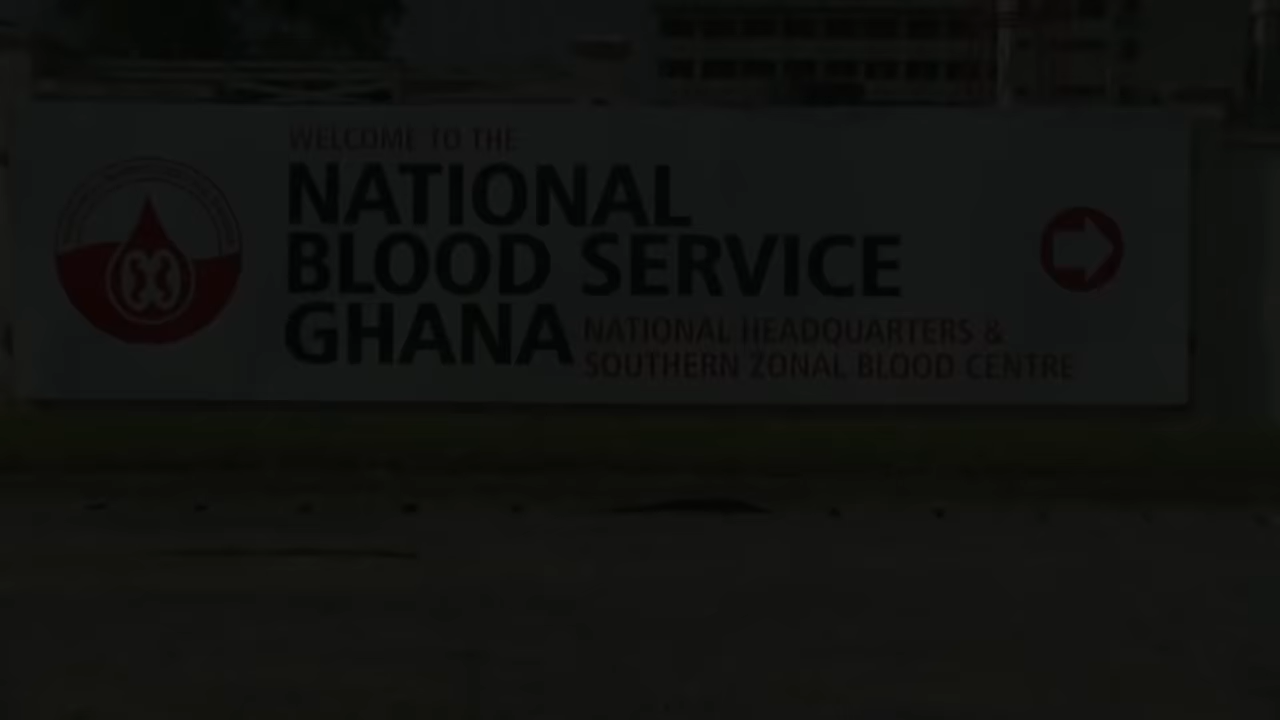 WELCOME TO THE
NATIONAL
BLOOD SERVICE
GHANA
NATIONAL HEADQUARTERS &
SOUTHERN ZONAL BLOOD CENTRE